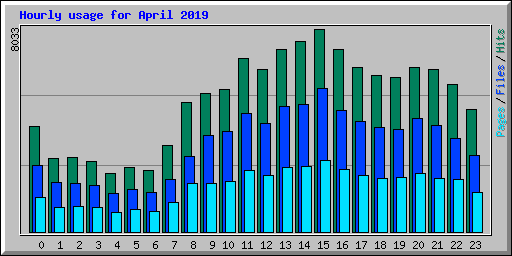 Hourly usage for April 2019
8033
Pages/Files/Hits
0 1 2 3 4 5 6 7 8 9 10 11 12 13 14 15 16 17 18 19 20 21 22 23